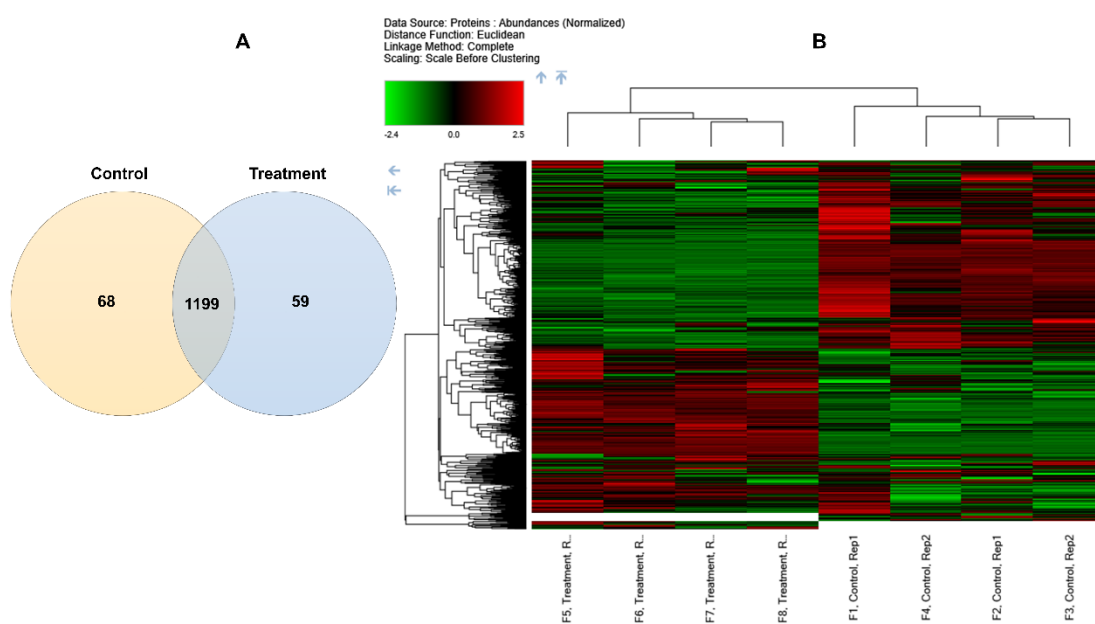 A
Control
Treatment
68
1199
59
Data Source: Proteins : Abundances (Normalized)
Distance Function: Euclidean
Linkage Method: Complete
Scaling: Scale Before Clustering
-2.4
0.0
2.5
B
F5, Treatment, R...
F6, Treatment, R...
F7, Treatment, R...
F8, Treatment, R...
F1, Control, Rep1
F4, Control, Rep2
F2, Control, Rep1
F3, Control, Rep2